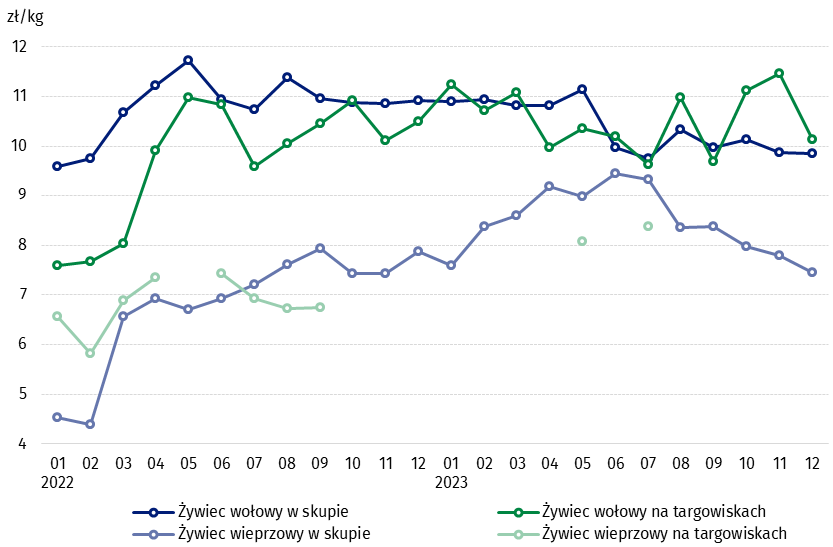 zł/kg
12
11
10
9
8
7
6
5
4
01 02 03 04 05 06 07 08 09 10 11 12 01 02 03 04 05 06 07 08 09 10 11 12
2022 2023
Żywiec wołowy w skupie Żywiec wołowy na targowiskach
Żywiec wieprzowy w skupie Żywiec wieprzowy na targowiskach